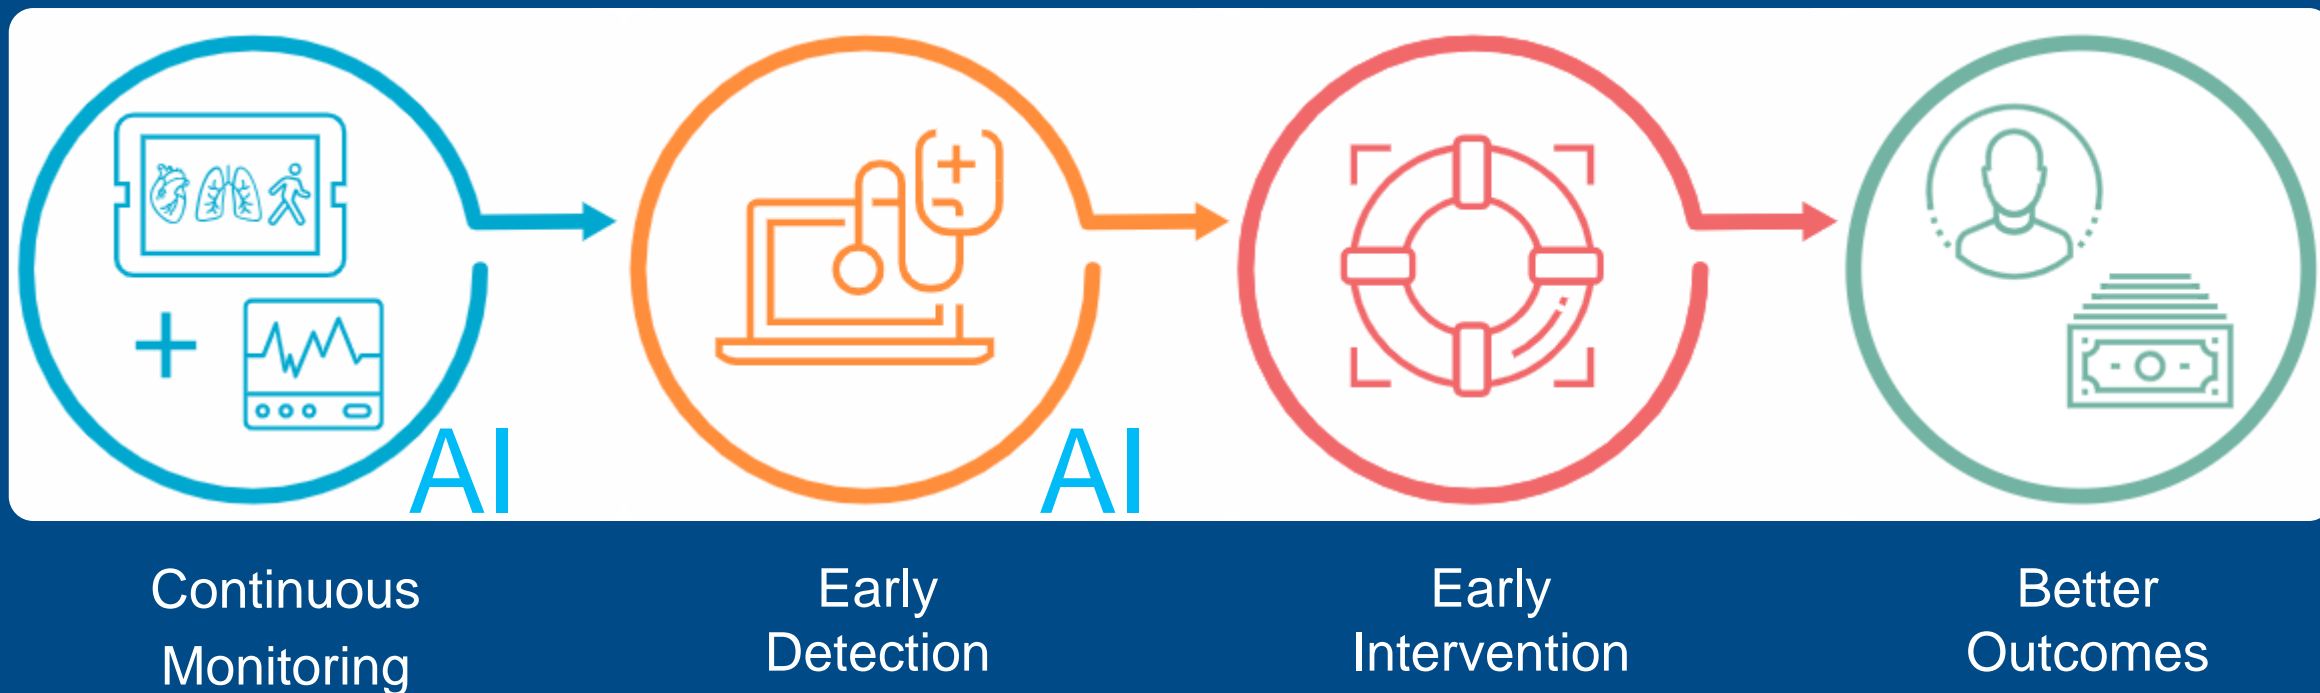 AI
AI
Continuous
Monitoring
Early
Detection
Early
Intervention
Better
Outcomes